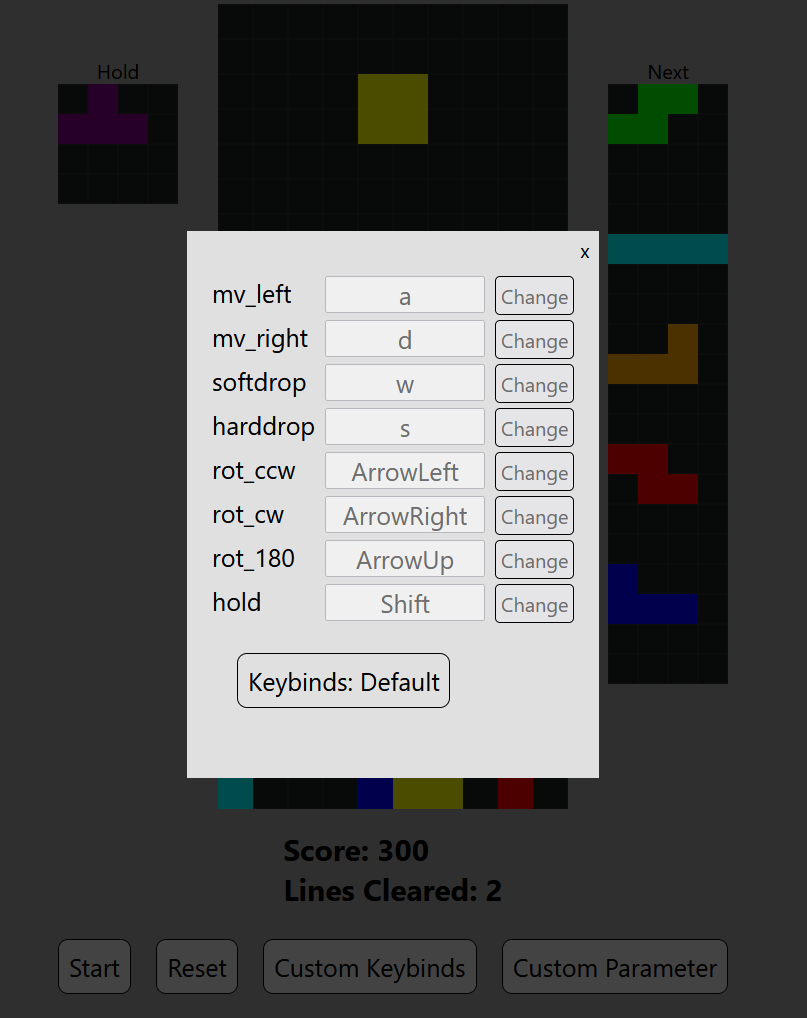 Hold
Next
x
mv_left a Change
mv_right d Change
softdrop w Change
harddrop s Change
rot_ccw ArrowLeft Change
rot_cw ArrowRight Change
rot_180 ArrowUp Change
hold Shift Change
Keybinds: Default
Score: 300
Lines Cleared: 2
Start Reset Custom Keybinds Custom Parameter